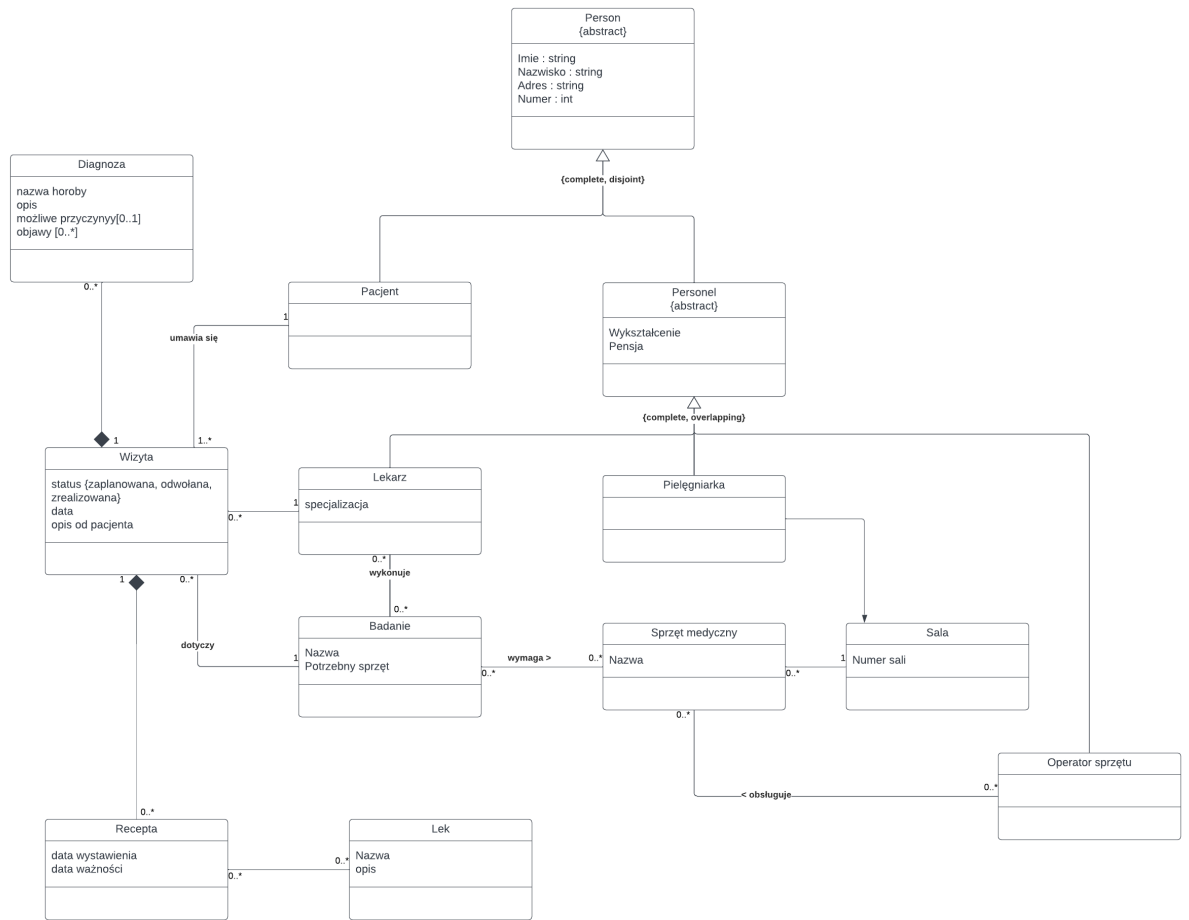 Person
{abstract}
Imie : string
Nazwisko : string
Adres : string
Numer : int
{complete, disjoint}
Diagnoza
nazwa horoby
opis
możliwe przyczynyy[0..1]
objawy [0..*]
0..*
Pacjent
1
umawia się
Personel
{abstract}
Wykształcenie
Pensja
{complete, overlapping}
1
1..*
Wizyta
status {zaplanowana, odwołana,
zrealizowana}
data
opis od pacjenta
0..*
1
Lekarz
specjalizacja
Pielęgniarka
1
0..*
0..*
wykonuje
0..*
dotyczy
1
Badanie
Nazwa
Potrzebny sprzęt
0..*
wymaga >
0..*
Sprzęt medyczny
Nazwa
0..*
1
Sala
Numer sali
0..*
< obsługuje
0..*
Operator sprzętu
0..*
Recepta
data wystawienia
data ważności
0..*
0..*
Lek
Nazwa
opis